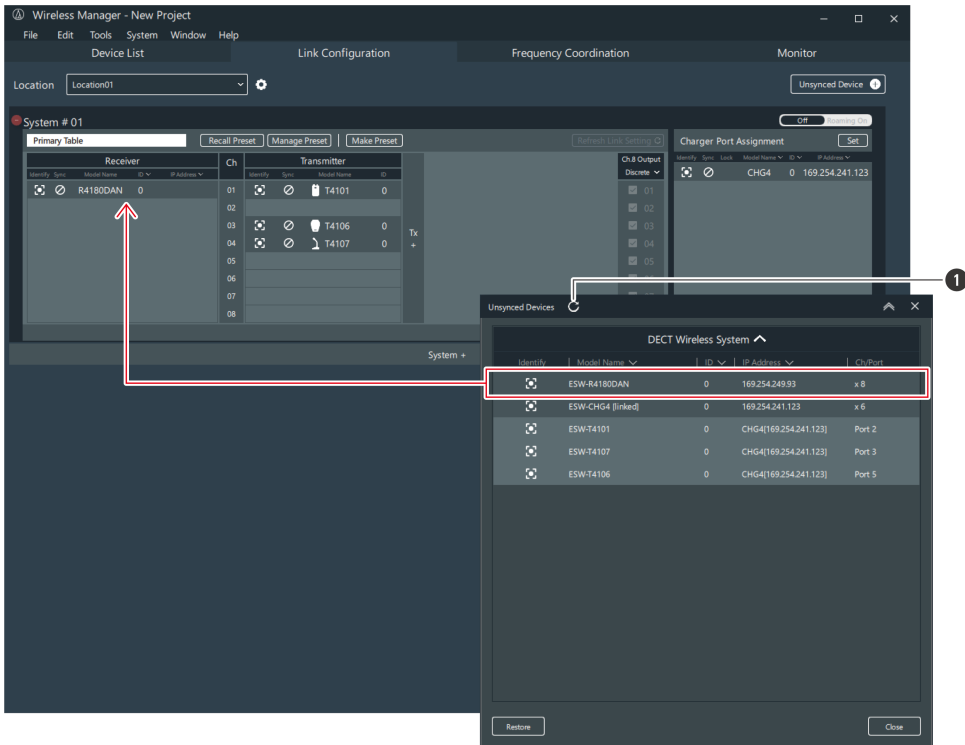 Wireless Manager - New Project
File Edit Tools System Window Help
Device List Link Configuration Frequency Coordination Monitor
Location Location01 Unsynced Device
System # 01 Off Roaming On
Primary Table Recall Preset Manage Preset Make Preset Refresh Link Setting Charger Port Assignment Set
Receiver Ch Transmitter Ch.8 Output
Discrete
Identify Sync Model Name ID IP Address Identify Sync Model Name ID Identify Sync Lock Model Name ID IP Address
R4180DAN 0 01 T4101 0 01 CHG4 0 169.254.241.123
02 02
03 T4106 0 03
Tx
04 T4107 0 + 04
05 05
06
07
08
System +
1
Unsynced Devices
DECT Wireless System
Identify Model Name ID IP Address Ch/Port
ESW-R4180DAN 0 169.254.249.93 x 8
ESW-CHG4 [linked] 0 169.254.241.123 x 6
ESW-T4101 0 CHG4[169.254.241.123] Port 2
ESW-T4107 0 CHG4[169.254.241.123] Port 3
ESW-T4106 0 CHG4[169.254.241.123] Port 5
Restore Close